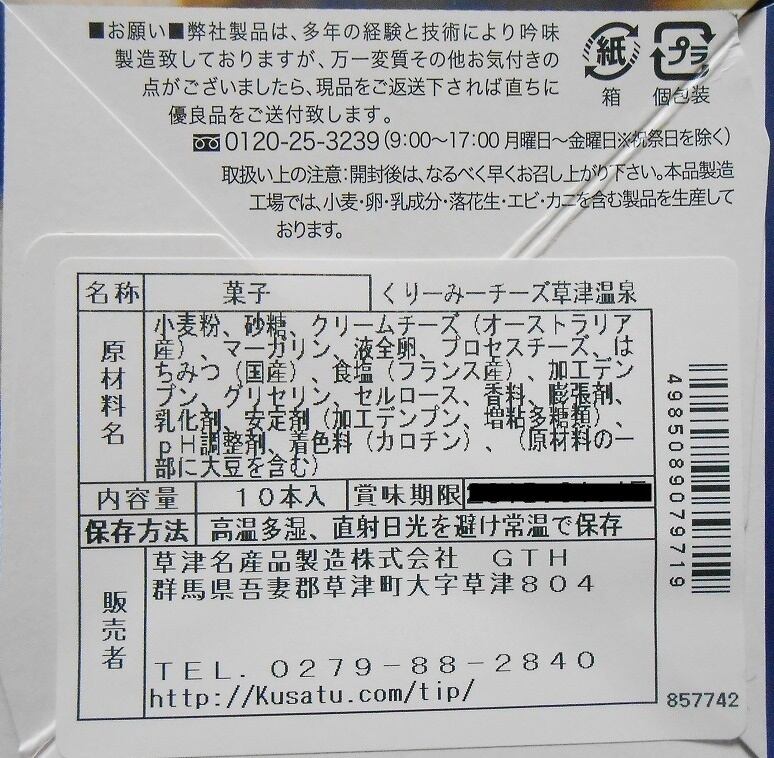 ■お願い■弊社製品は、多年の経験と技術により吟味
製造致しておりますが、万一変質その他お気付きの
点がございましたら、現品をご返送下されば直ちに
優良品をご送付致します。
0120-25-3239(9:00〜17:00 月曜日〜金曜日※祝祭日を除く)
紙
箱
プラ
個包装
取扱い上の注意:開封後は、なるべく早くお召し上がり下さい。本品製造
工場では、小麦・卵・乳成分・落花生・エビ・カニを含む製品を生産して
おります。
名称 菓子 くりーみーチーズ草津温泉
原材料名
小麦粉、砂糖、クリームチーズ(オーストラリア
産)、マーガリン、液全卵、プロセスチーズ、は
ちみつ(国産)、食塩(フランス産)、加工デン
プン、グリセリン、セルロース、香料、膨張剤、
乳化剤、安定剤(加工デンプン、増粘多糖類)、
pH調整剤、着色料(カロチン)、(原材料の一
部に大豆を含む)
内容量 10本入 賞味期限
保存方法 高温多湿、直射日光を避け常温で保存
販売者
草津名産品製造株式会社 GTH
群馬県吾妻郡草津町大字草津804
TEL. 0279-88-2840
http://Kusatu.com/tip/
4985089079719
857742